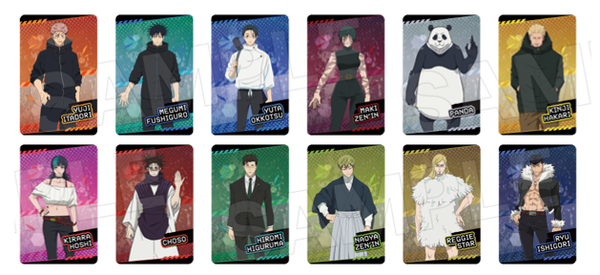 YUJI
ITADORI
MEGUMI
FUSHIGURO
YUTA
OKKOTSU
MAKI
ZEN'IN
PANDA
KINJI
HAKARI
KIRARA
HOSHI
CHOSO
HIROMI
HIGURUMA
NAOYA
ZEN'IN
REGGIE
STAR
RYU
ISHIGORI
SAMPLE